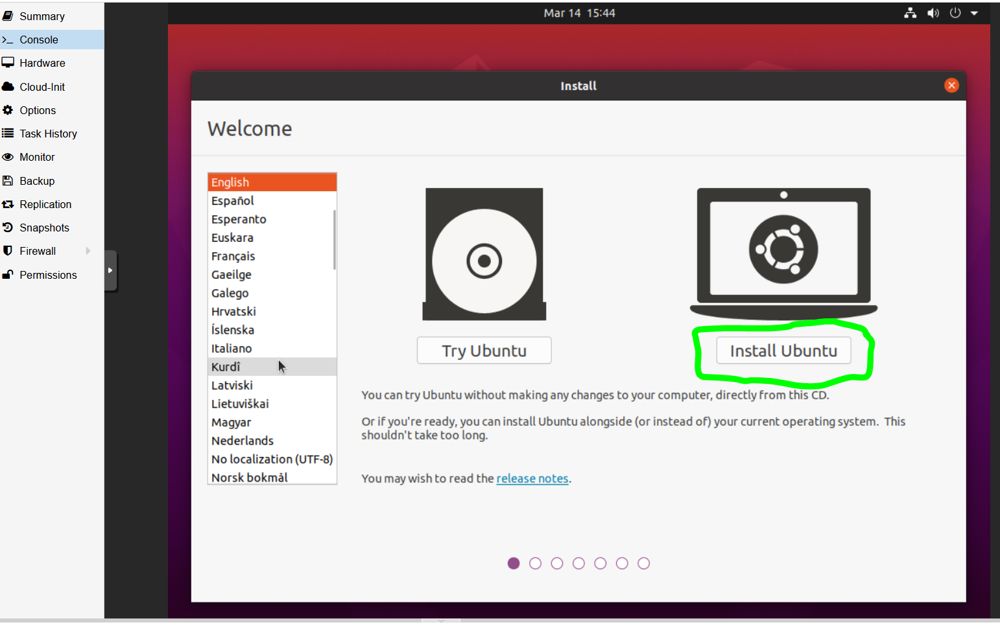 Summary
Console
Hardware
Cloud-Init
Options
Task History
Monitor
Backup
Replication
Snapshots
Firewall
Permissions
Mar 14 15:44
Install
Welcome
English
Español
Esperanto
Euskara
Français
Gaeilge
Galego
Hrvatski
Íslenska
Italiano
Kurdî
Latviski
Lietuviškai
Magyar
Nederlands
No localization (UTF-8)
Norsk bokmål
Try Ubuntu
Install Ubuntu
You can try Ubuntu without making any changes to your computer, directly from this CD.
Or if you're ready, you can install Ubuntu alongside (or instead of) your current operating system. This
shouldn't take too long.
You may wish to read the release notes.